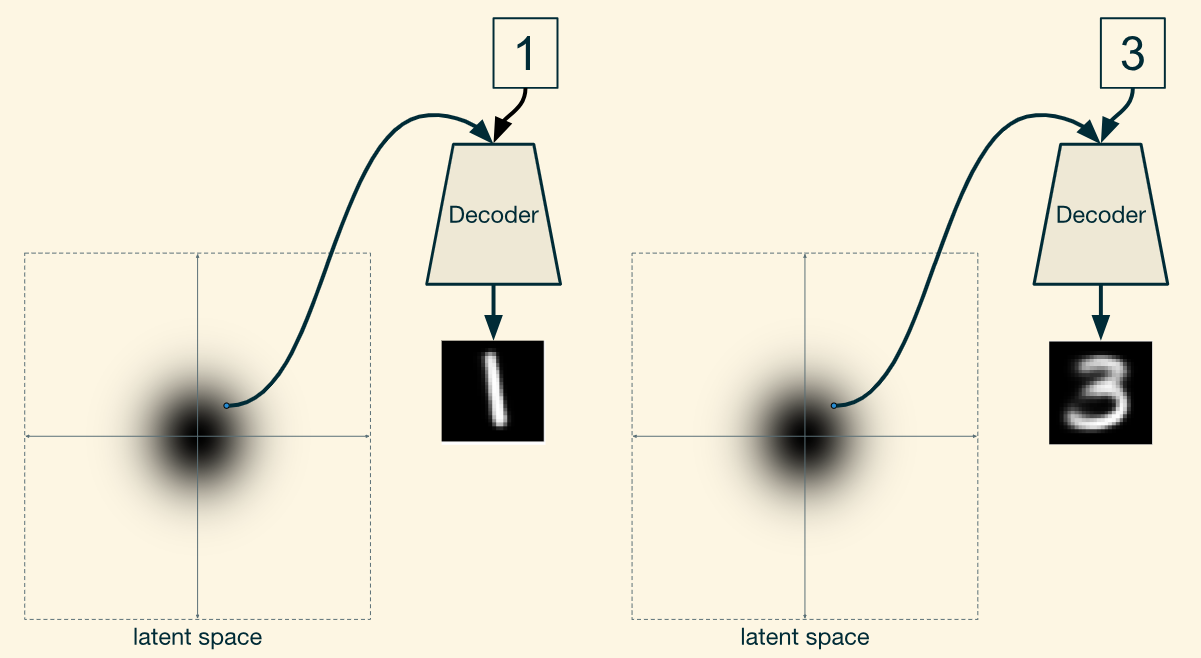 1
Decoder
latent space
3
Decoder
latent space